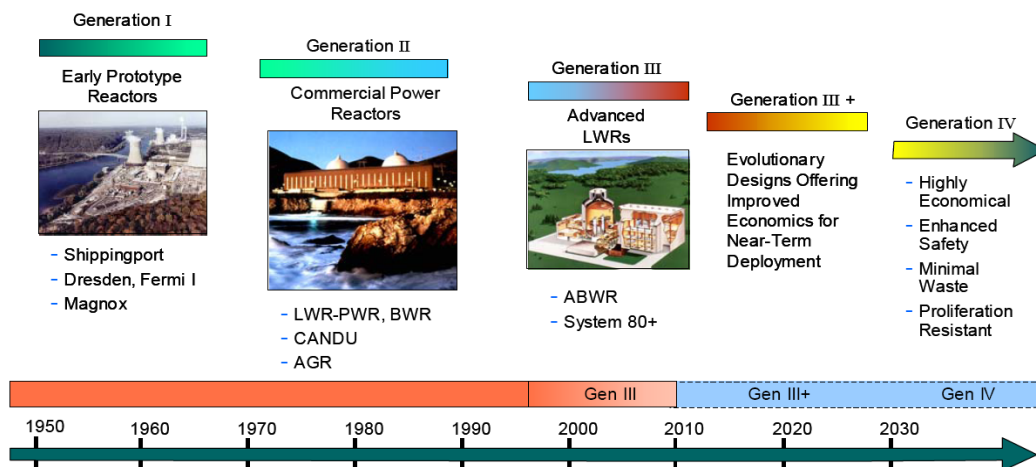 Generation I
Early Prototype
Reactors
- Shippingport
- Dresden, Fermi I
- Magnox
Generation II
Commercial Power
Reactors
- LWR-PWR, BWR
- CANDU
- AGR
Generation III
Advanced
LWRs
- ABWR
- System 80+
Generation III +
Evolutionary
Designs Offering
Improved
Economics for
Near-Term
Deployment
Generation IV
- Highly
Economical
- Enhanced
Safety
- Minimal
Waste
- Proliferation
Resistant
Gen III
Gen III+
Gen IV
1950 1960 1970 1980 1990 2000 2010 2020 2030